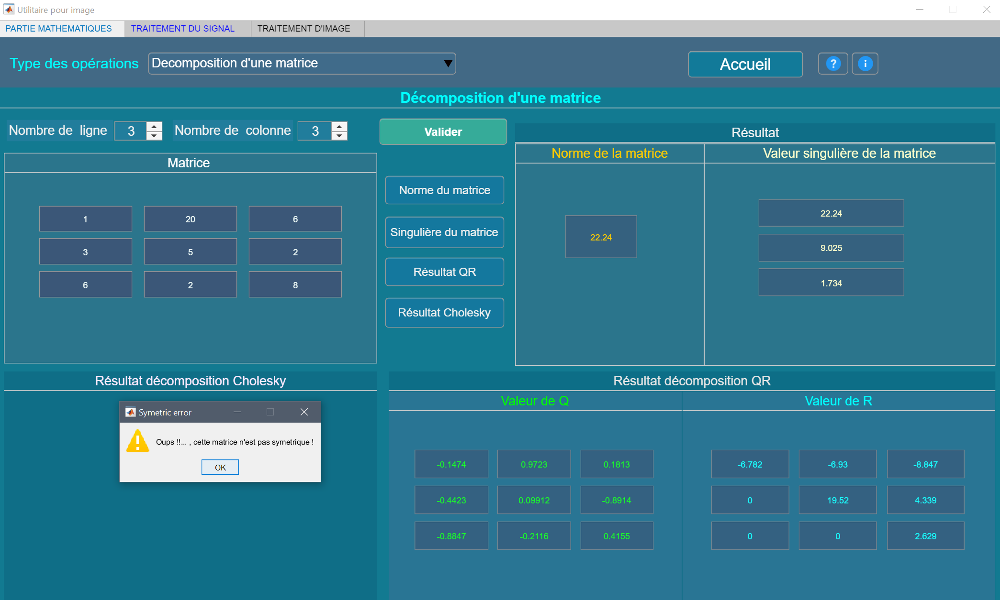 Utilitaire pour image
PARTIE MATHEMATIQUES TRAITEMENT DU SIGNAL TRAITEMENT D'IMAGE
Type des opérations Decomposition d'une matrice Accueil ? i
Décomposition d'une matrice
Nombre de ligne 3 Nombre de colonne 3 Valider
Matrice
1 20 6
3 5 2
6 2 8
Norme du matrice
Singulière du matrice
Résultat QR
Résultat Cholesky
Résultat
Norme de la matrice
22.24
Valeur singulière de la matrice
22.24
9.025
1.734
Résultat décomposition Cholesky
Symetric error
Oups !!... , cette matrice n'est pas symetrique !
OK
Résultat décomposition QR
Valeur de Q
-0.1474 0.9723 0.1813
-0.4423 0.09912 -0.8914
-0.8847 -0.2116 0.4155
Valeur de R
-6.782 -6.93 -8.847
0 19.52 4.339
0 0 2.629